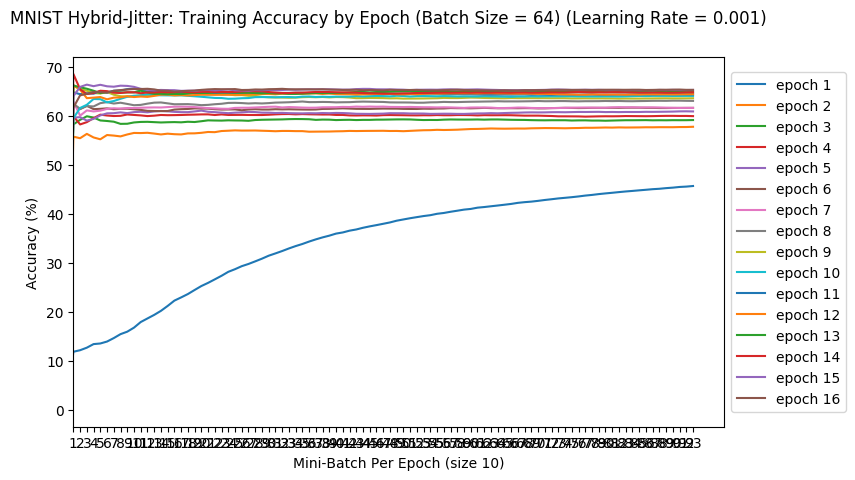 MNIST Hybrid-Jitter: Training Accuracy by Epoch (Batch Size = 64) (Learning Rate = 0.001)
70
60
50
40
30
20
10
0
Accuracy (%)
Mini-Batch Per Epoch (size 10)
epoch 1
epoch 2
epoch 3
epoch 4
epoch 5
epoch 6
epoch 7
epoch 8
epoch 9
epoch 10
epoch 11
epoch 12
epoch 13
epoch 14
epoch 15
epoch 16